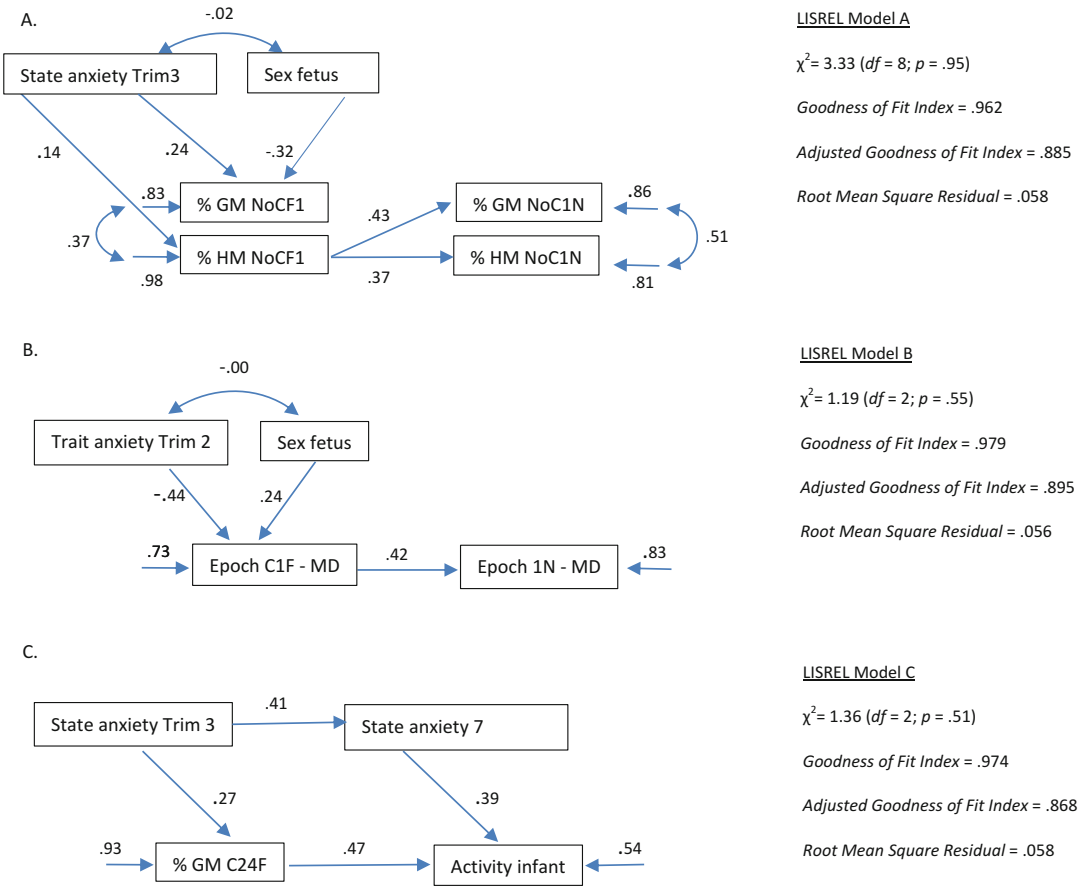 A.
-.02
State anxiety Trim3
Sex fetus
.14
.24
-.32
.83
% GM NoCF1
% GM NoC1N
.86
.37
.43
.51
% HM NoCF1
% HM NoC1N
.98
.37
.81
LISREL Model A
χ²= 3.33 (df = 8; p = .95)
Goodness of Fit Index = .962
Adjusted Goodness of Fit Index = .885
Root Mean Square Residual = .058
B.
-.00
Trait anxiety Trim 2
Sex fetus
-.44
.24
.73
Epoch C1F - MD
.42
Epoch 1N - MD
.83
LISREL Model B
χ²= 1.19 (df = 2; p = .55)
Goodness of Fit Index = .979
Adjusted Goodness of Fit Index = .895
Root Mean Square Residual = .056
C.
State anxiety Trim 3
.41
State anxiety 7
.27
.39
.93
% GM C24F
.47
Activity infant
.54
LISREL Model C
χ²= 1.36 (df = 2; p = .51)
Goodness of Fit Index = .974
Adjusted Goodness of Fit Index = .868
Root Mean Square Residual = .058